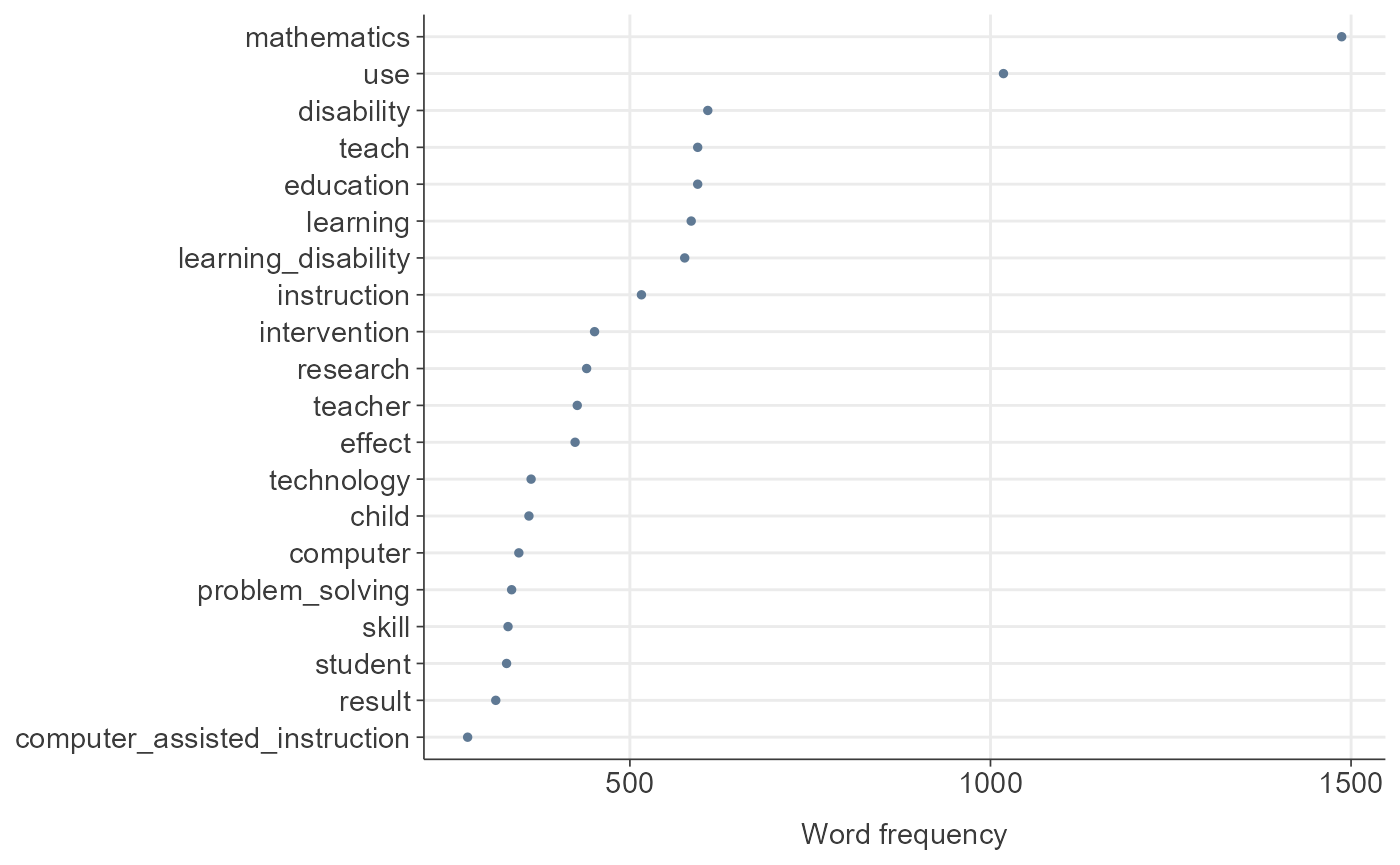 mathematics
use
disability
teach
education
learning
learning_disability
instruction
intervention
research
teacher
effect
technology
child
computer
problem_solving
skill
student
result
computer_assisted_instruction
500 1000 1500
Word frequency